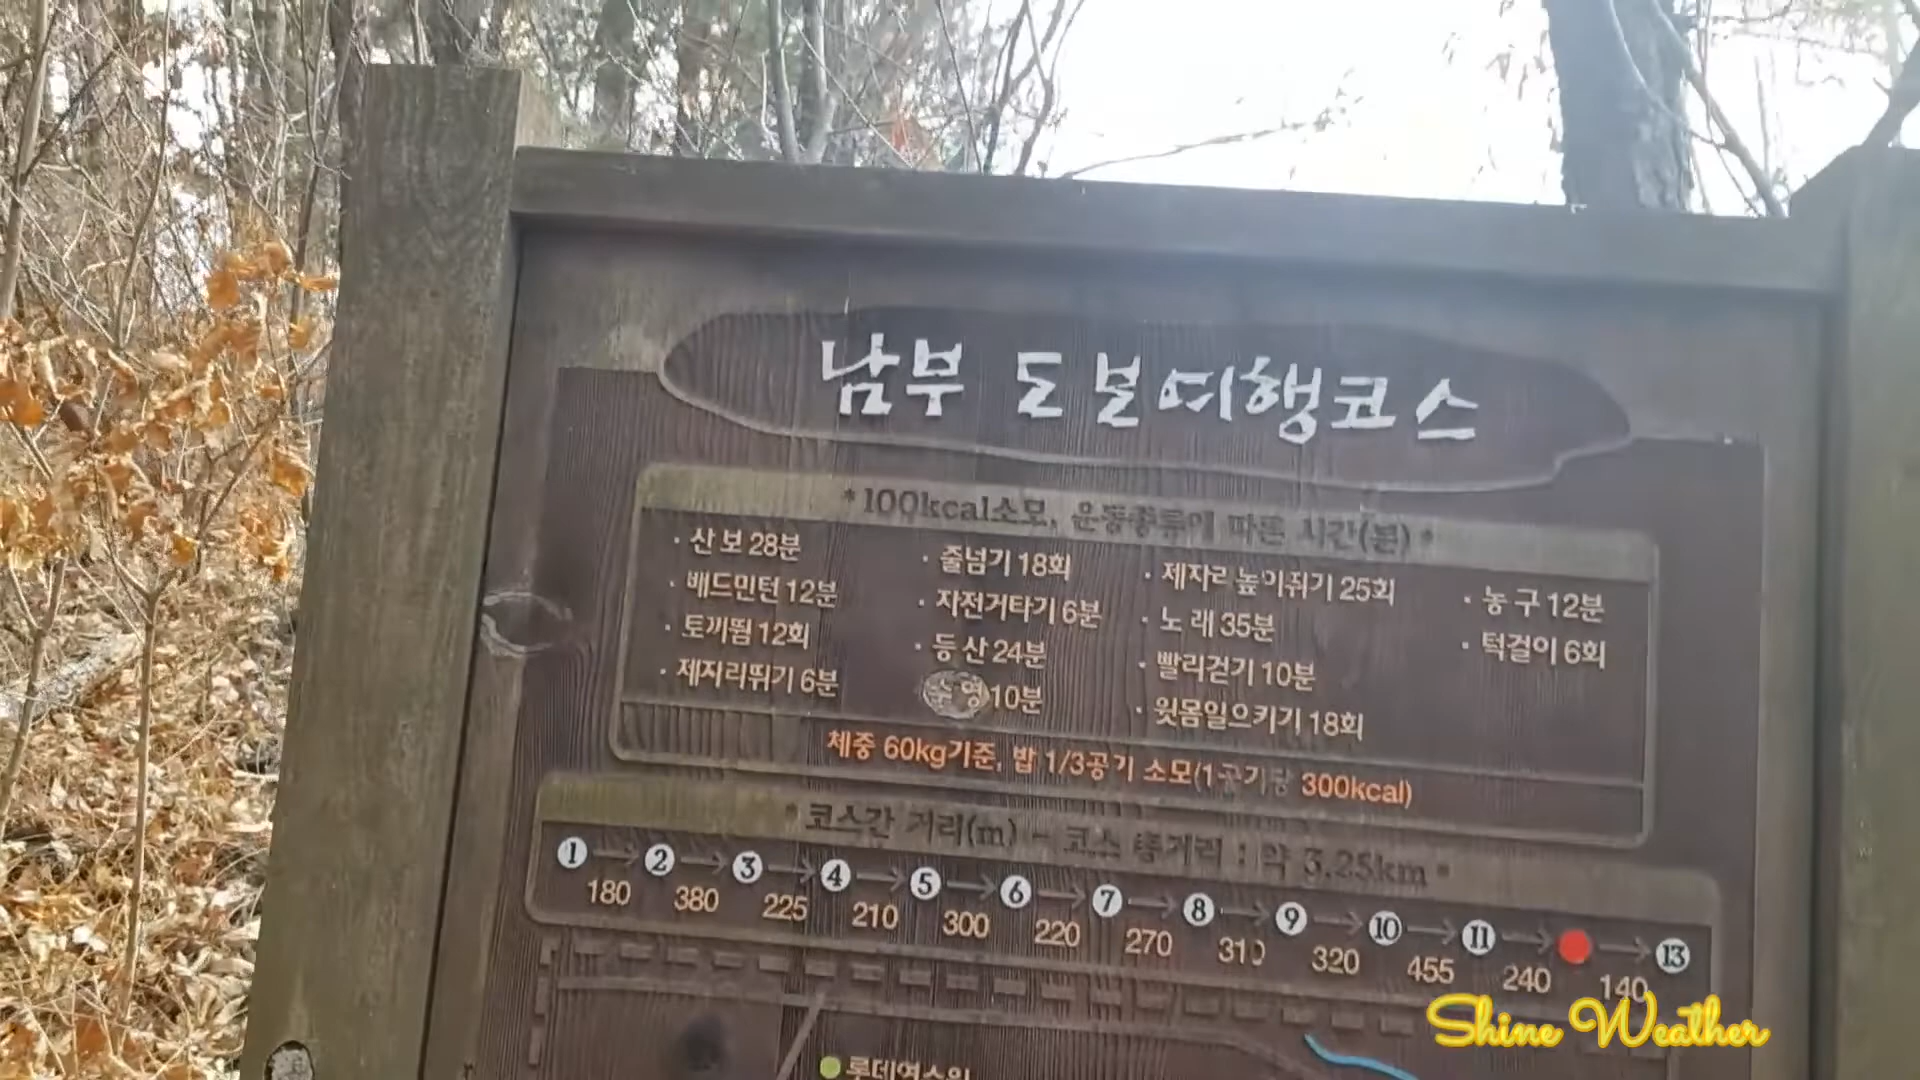 남부 도보여행코스
*100kcal소모, 운동종류에 따른 시간(분)*
· 산 보 28분
· 배드민턴 12분
· 토끼뜀 12회
· 제자리뛰기 6분
· 줄넘기 18회
· 자전거타기 6분
· 등 산 24분
수 영 10분
· 제자리 높이뛰기 25회
· 노 래 35분
· 빨리걷기 10분
· 윗몸일으키기 18회
· 농 구 12분
· 턱걸이 6회
체중 60kg기준, 밥 1/3공기 소모(1공기당 300kcal)
*코스간 거리(m) - 코스 총거리 : 약 3.25km*
1 → 2 → 3 → 4 → 5 → 6 → 7 → 8 → 9 → 10 → 11 → → 13
180 380 225 210 300 220 270 310 320 455 240 140
롯데연수원
Shine Weather